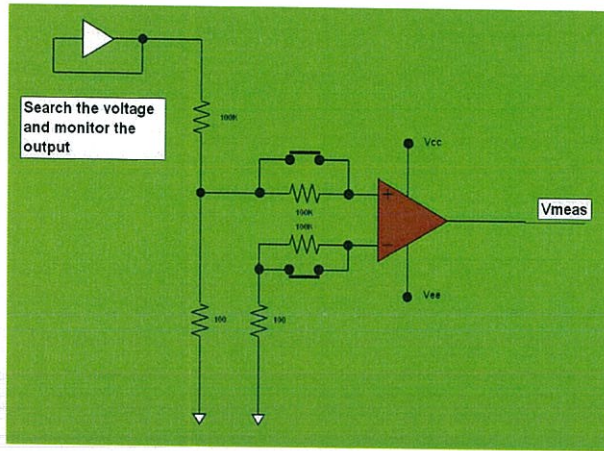 Search the voltage
and monitor the
output
100K
Vcc
100K
100K
Vmeas
Vee
100
100